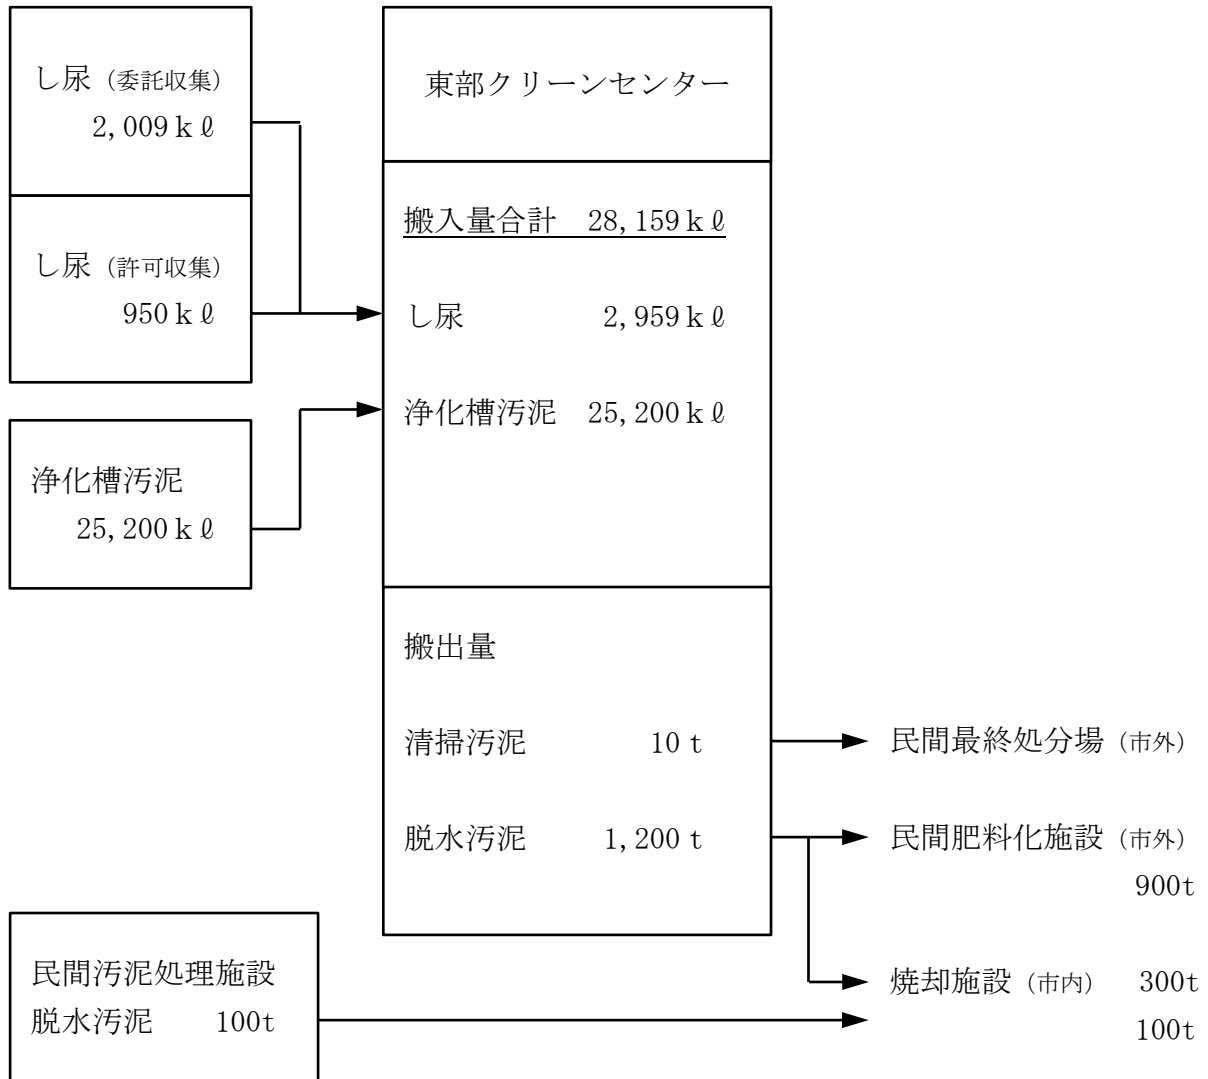 し尿（委託収集）
2,009ｋℓ
し尿（許可収集）
950ｋℓ
浄化槽汚泥
25,200ｋℓ
東部クリーンセンター
搬入量合計　28,159ｋℓ
し尿　2,959ｋℓ
浄化槽汚泥　25,200ｋℓ
搬出量
清掃汚泥　10 t
脱水汚泥　1,200 t
民間最終処分場（市外）
民間肥料化施設（市外）
900t
焼却施設（市内）　300t
100t
民間汚泥処理施設
脱水汚泥　100t